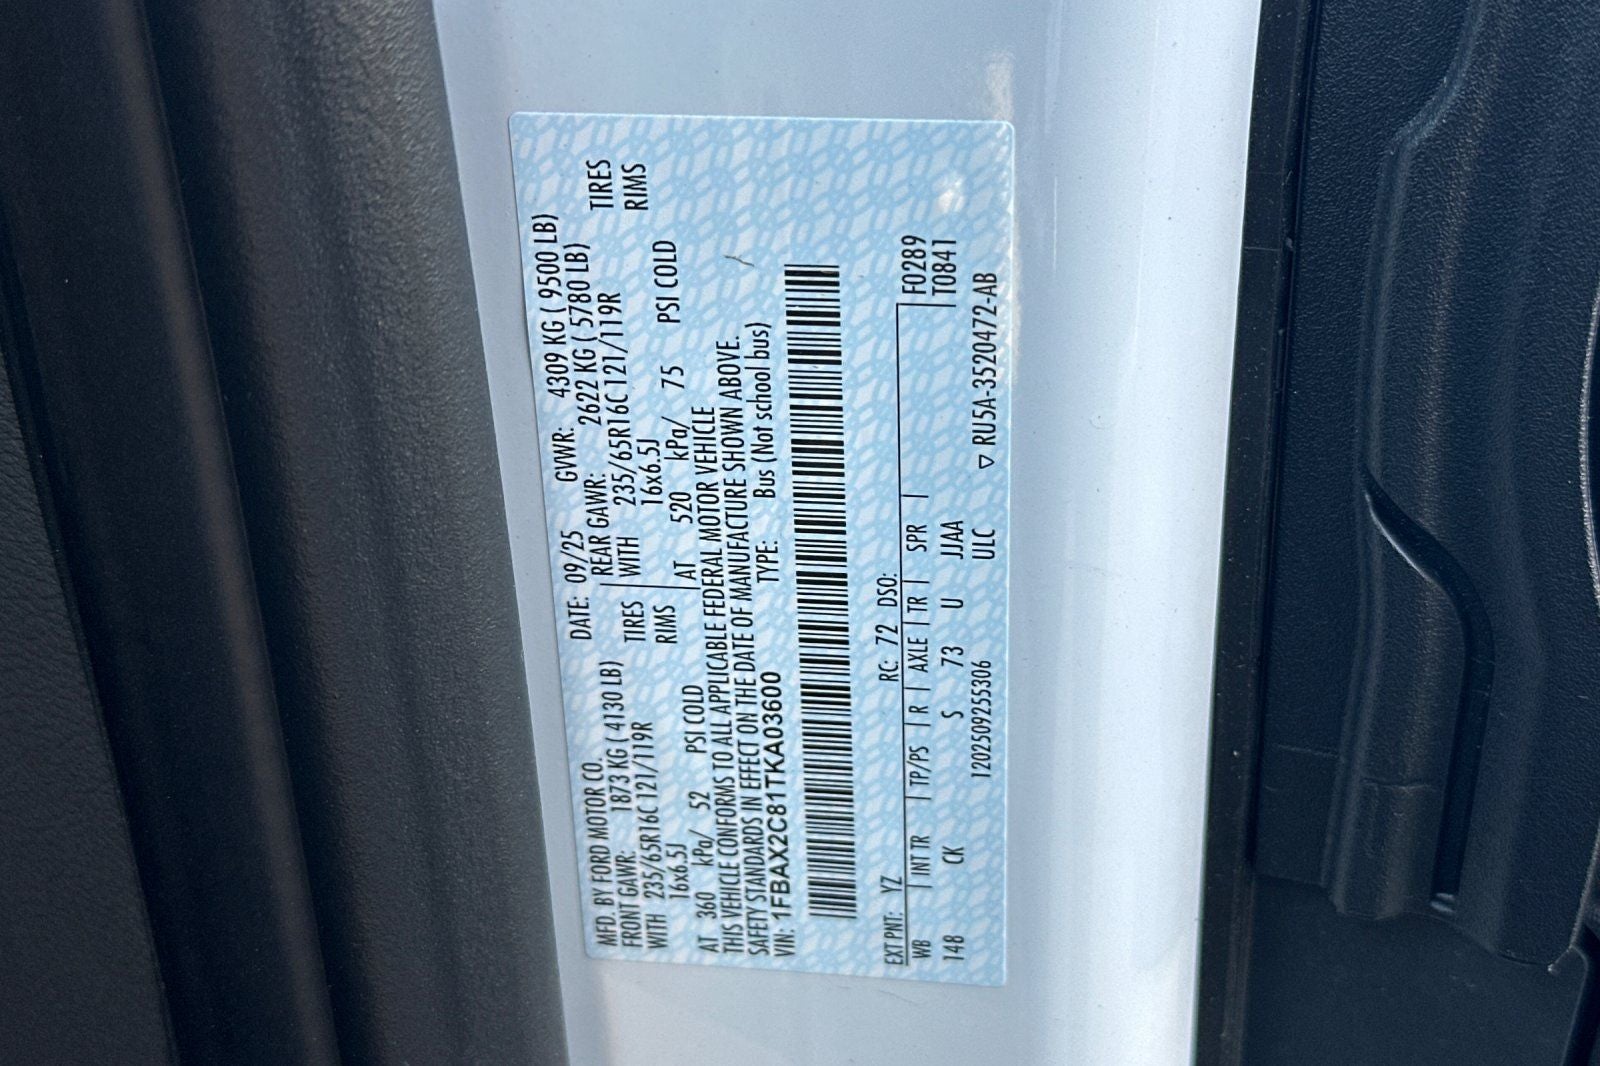 MFD. BY FORD MOTOR CO.
DATE: 09/25 GVWR: 4309 KG ( 9500 LB)
FRONT GAWR: 1873 KG ( 4130 LB)
REAR GAWR: 2622 KG ( 5780 LB)
WITH 235/65R16C 121/119R TIRES
WITH 235/65R16C 121/119R TIRES
16x6.5J RIMS
16x6.5J RIMS
AT 360 kPa/ 52 PSI COLD
AT 520 kPa/ 75 PSI COLD
THIS VEHICLE CONFORMS TO ALL APPLICABLE FEDERAL MOTOR VEHICLE
SAFETY STANDARDS IN EFFECT ON THE DATE OF MANUFACTURE SHOWN ABOVE.
VIN: 1FBAX2C81TKA03600
TYPE: Bus (Not school bus)
EXT PNT: YZ RC: 72 DSO: F0289
WB INT TR TP/PS R AXLE TR SPR T0841
148 CK S 73 U JJAA
1202509255306 ULC ▽ RU5A-3520472-AB